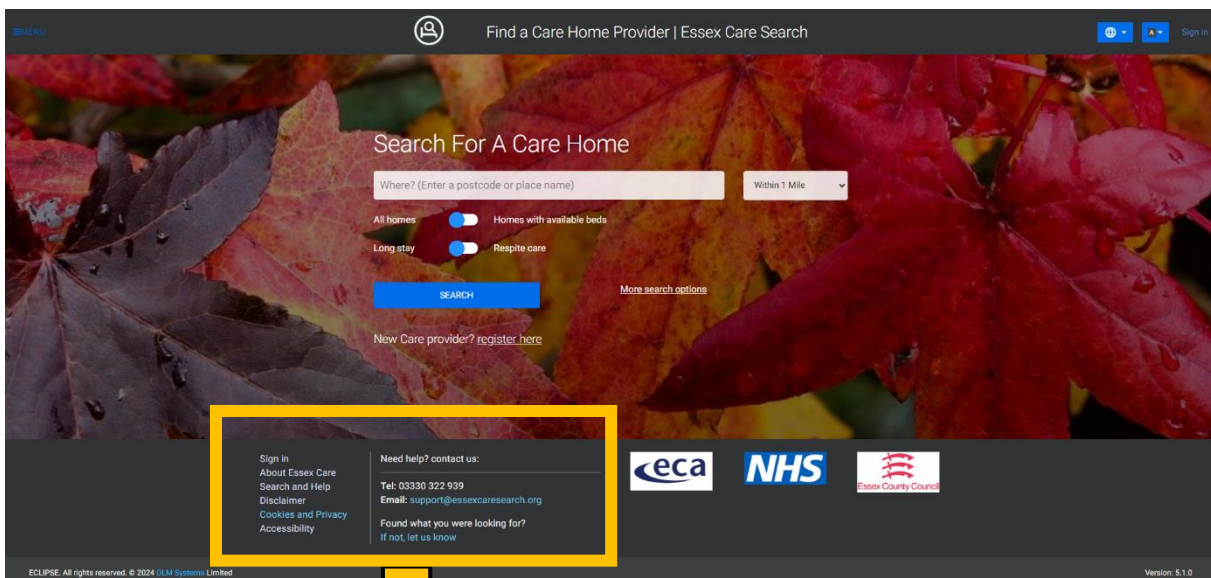 MENU
Find a Care Home Provider | Essex Care Search
A
Sign In
Search For A Care Home
Where? (Enter a postcode or place name)
Within 1 Mile
All homes
Homes with available beds
Long stay
Respite care
SEARCH
More search options
New Care provider? register here
Sign in
About Essex Care
Search and Help
Disclaimer
Cookies and Privacy
Accessibility
Need help? contact us:
Tel: 03330 322 939
Email: support@essexcaresearch.org
Found what you were looking for?
If not, let us know
eca
NHS
Essex County Council
ECLIPSE. All rights reserved. © 2024 OLM Systems Limited
Version: 5.1.0